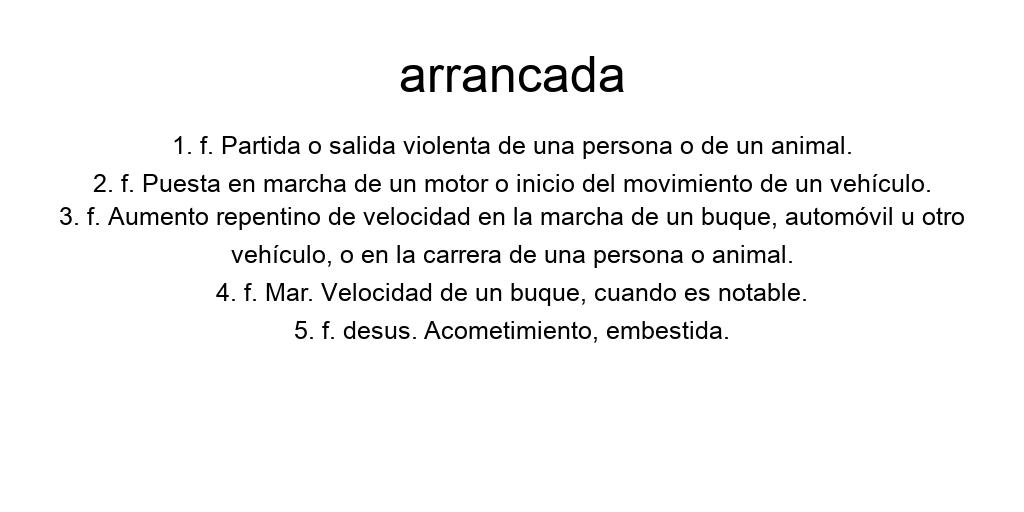 arrancada
1. f. Partida o salida violenta de una persona o de un animal.
2. f. Puesta en marcha de un motor o inicio del movimiento de un vehículo.
3. f. Aumento repentino de velocidad en la marcha de un buque, automóvil u otro
vehículo, o en la carrera de una persona o animal.
4. f. Mar. Velocidad de un buque, cuando es notable.
5. f. desus. Acometimiento, embestida.